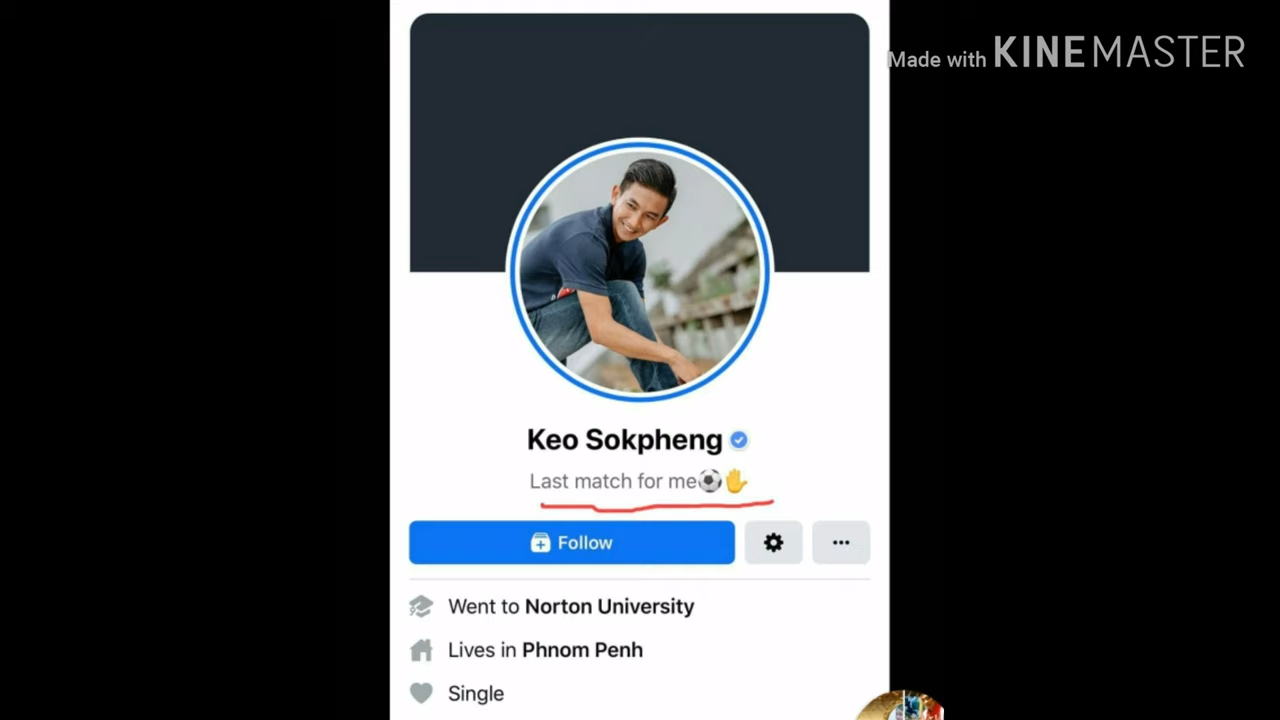 Made with KINEMASTER
Keo Sokpheng
Last match for me⚽✋
Follow
Went to Norton University
Lives in Phnom Penh
Single